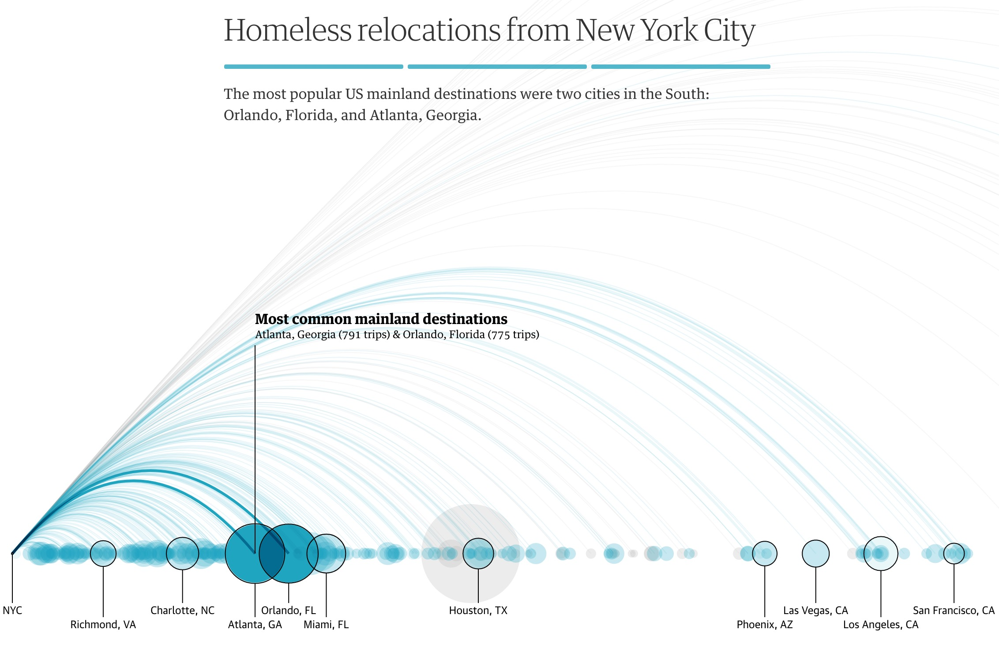 Homeless relocations from New York City
The most popular US mainland destinations were two cities in the South:
Orlando, Florida, and Atlanta, Georgia.
Most common mainland destinations
Atlanta, Georgia (791 trips) & Orlando, Florida (775 trips)
NYC
Richmond, VA
Charlotte, NC
Atlanta, GA
Orlando, FL
Miami, FL
Houston, TX
Phoenix, AZ
Las Vegas, CA
Los Angeles, CA
San Francisco, CA